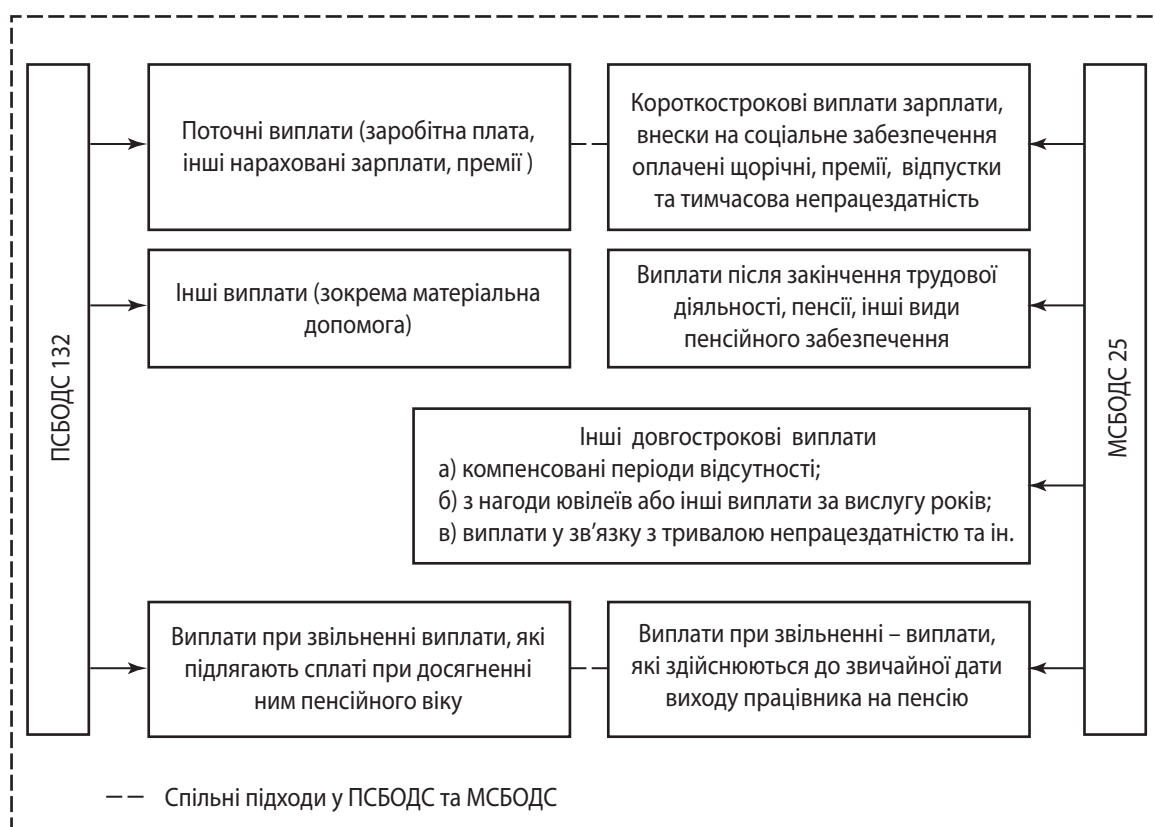 ПСБОДС 132
Поточні виплати (заробітна плата,
інші нараховані зарплати, премії )
Короткострокові виплати зарплати,
внески на соціальне забезпечення
оплачені щорічні, премії, відпустки
та тимчасова непрацездатність
Інші виплати (зокрема матеріальна
допомога)
Виплати після закінчення трудової
діяльності, пенсії, інші види
пенсійного забезпечення
Інші довгострокові виплати
а) компенсовані періоди відсутності;
б) з нагоди ювілеїв або інші виплати за вислугу років;
в) виплати у зв’язку з тривалою непрацездатністю та ін.
Виплати при звільненні виплати, які
підлягають сплаті при досягненні
ним пенсійного віку
Виплати при звільненні – виплати,
які здійснюються до звичайної дати
виходу працівника на пенсію
МСБОДС 25
Спільні підходи у ПСБОДС та МСБОДС